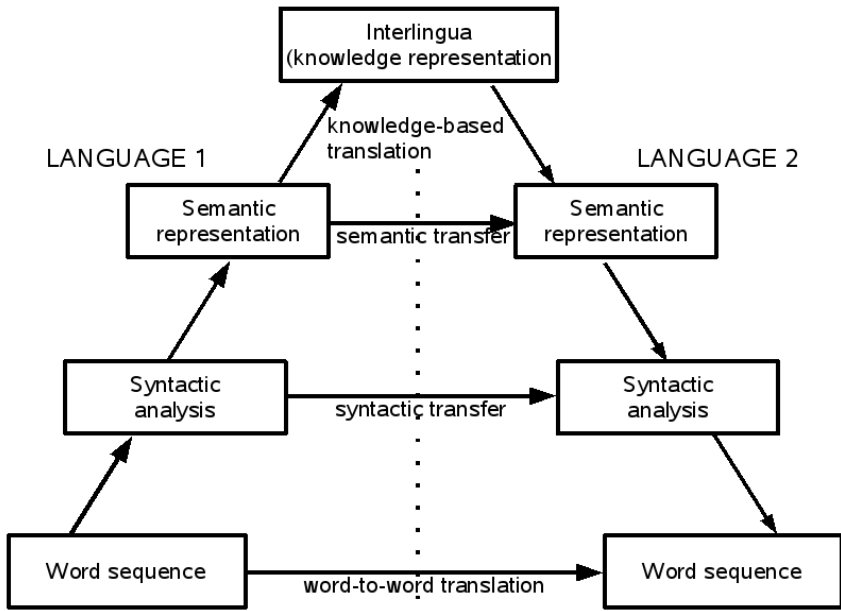 Interlingua
(knowledge representation
knowledge-based
translation
LANGUAGE 1
LANGUAGE 2
Semantic
representation
semantic transfer
Semantic
representation
Syntactic
analysis
syntactic transfer
Syntactic
analysis
Word sequence
word-to-word translation
Word sequence